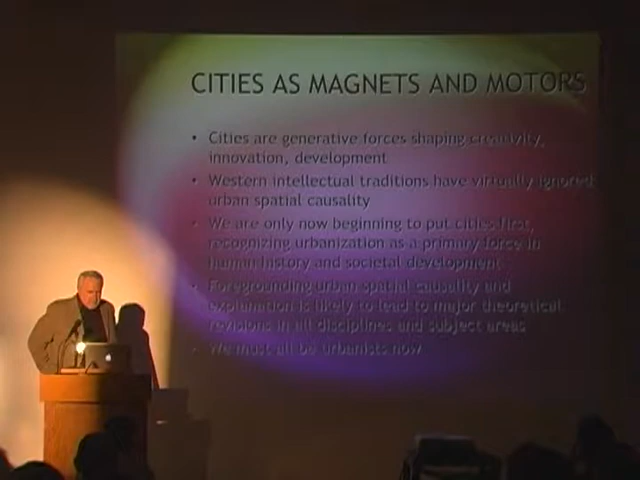 CITIES AS MAGNETS AND MOTORS
• Cities are generative forces shaping creativity,
innovation, development
• Western intellectual traditions have virtually ignored
urban spatial causality
• We are only now beginning to put cities first,
recognizing urbanization as a primary force in
human history and societal development
• Foregrounding urban spatial causality and
explanation is likely to lead to major theoretical
revisions in all disciplines and subject areas
• We must all be urbanists now